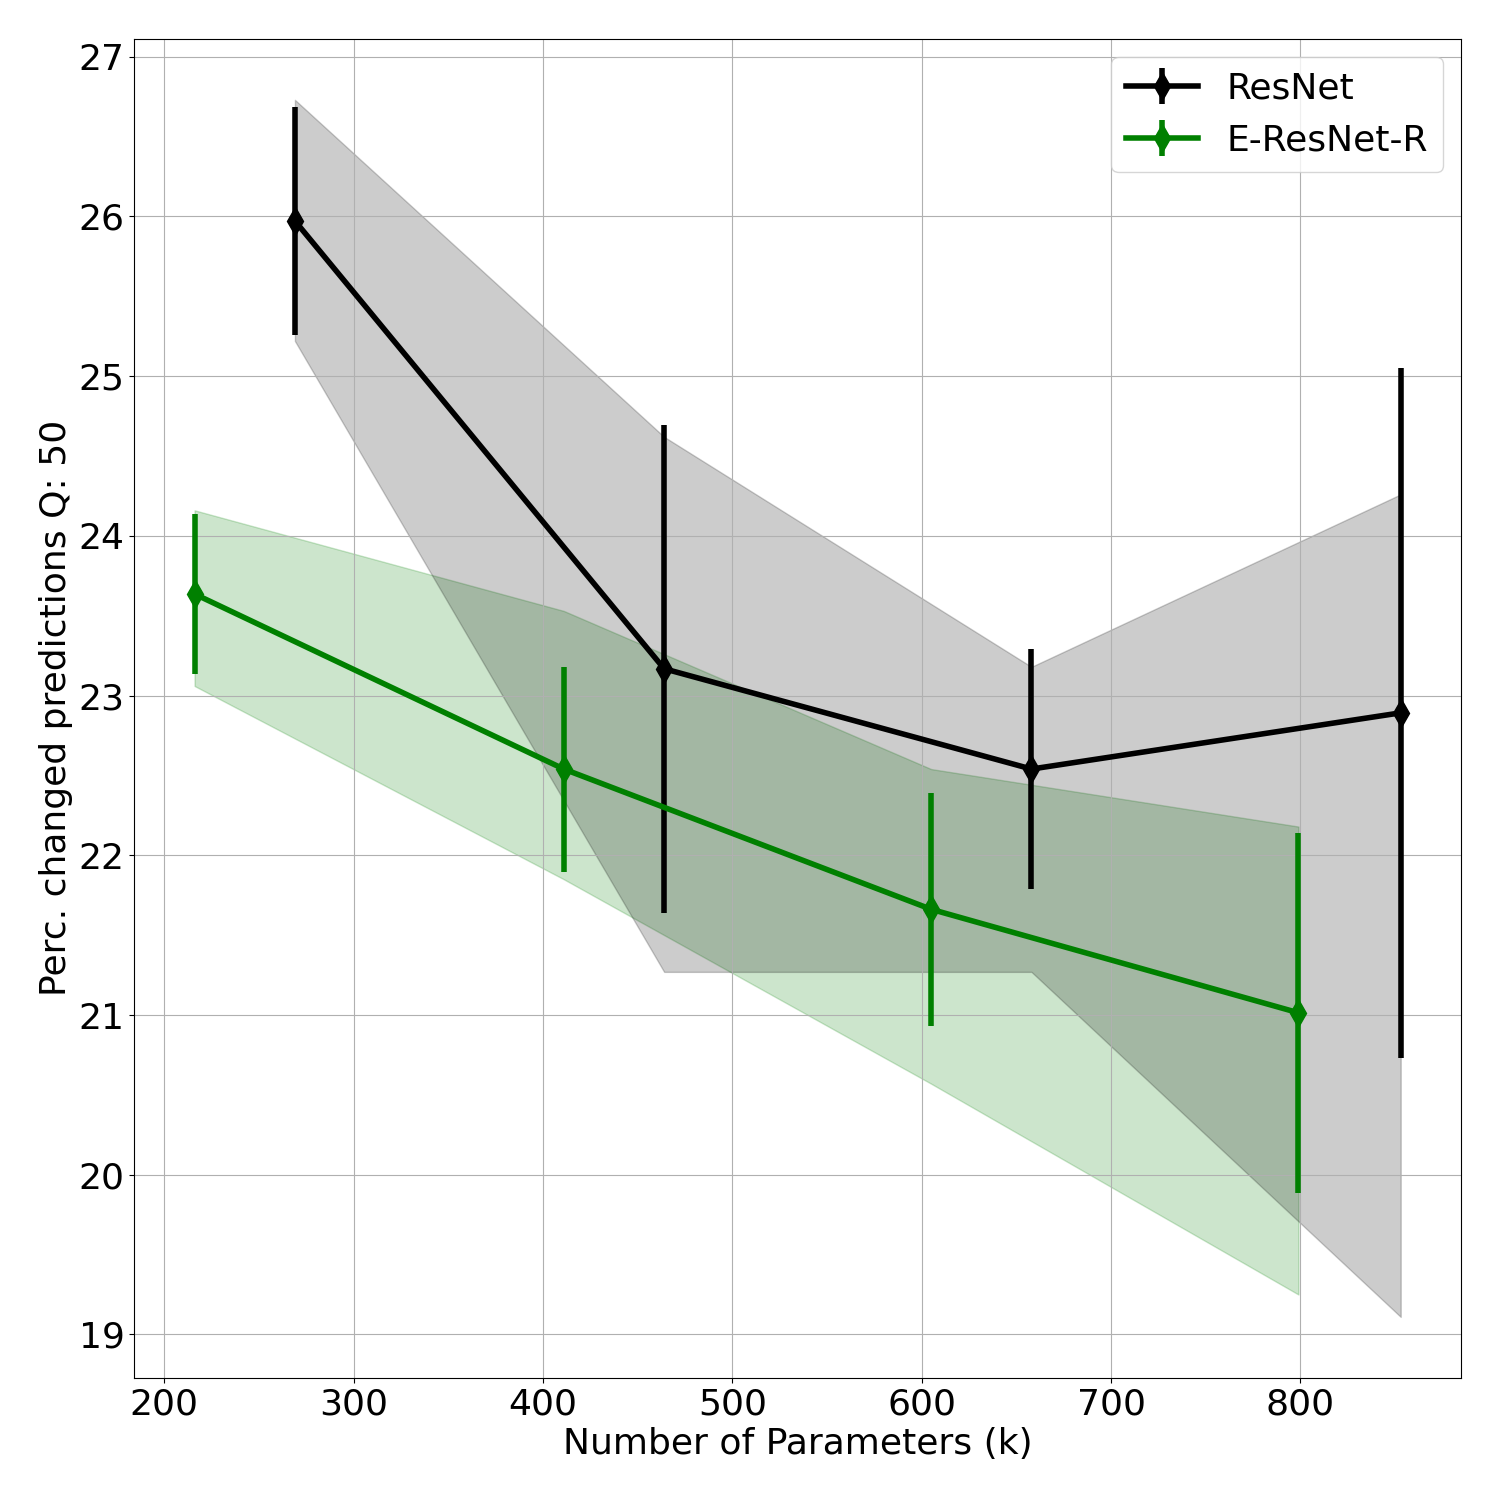 27
26
25
24
23
22
21
20
19
Perc. changed predictions Q: 50
ResNet
E-ResNet-R
200 300 400 500 600 700 800
Number of Parameters (k)